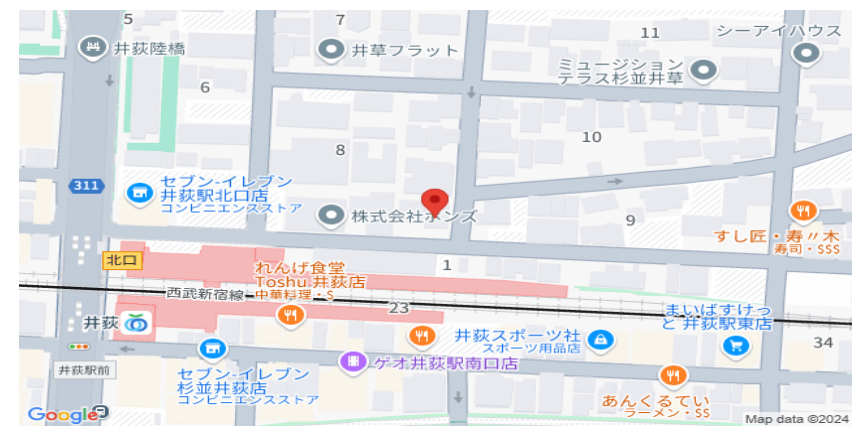 5
7
11
シーアイハウス
井荻陸橋
井草フラット
ミュージション
テラス杉並井草
6
10
8
311
セブン-イレブン
井荻駅北口店
コンビニエンスストア
株式会社ボンズ
9
すし匠・寿〃木
寿司・SSS
北口
れんげ食堂
Toshu 井荻店
中華料理・S
1
西武新宿線
23
井荻
まいばすけっ
と 井荻駅東店
井荻スポーツ社
スポーツ用品店
34
井荻駅前
セブン-イレブン
杉並井荻店
コンビニエンスストア
ゲオ井荻駅南口店
あんくるてい
ラーメン・SS
Google
Map data ©2024